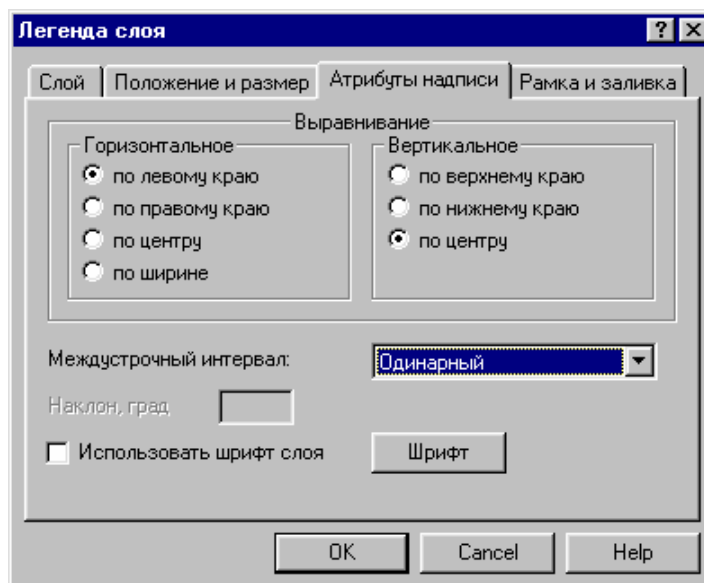 Легенда слоя
Слой Положение и размер Атрибуты надписи Рамка и заливка
Выравнивание
Горизонтальное Вертикальное
по левому краю по верхнему краю
по правому краю по нижнему краю
по центру по центру
по ширине
Междустрочный интервал: Одинарный
Наклон, град
Использовать шрифт слоя Шрифт
OK Cancel Help